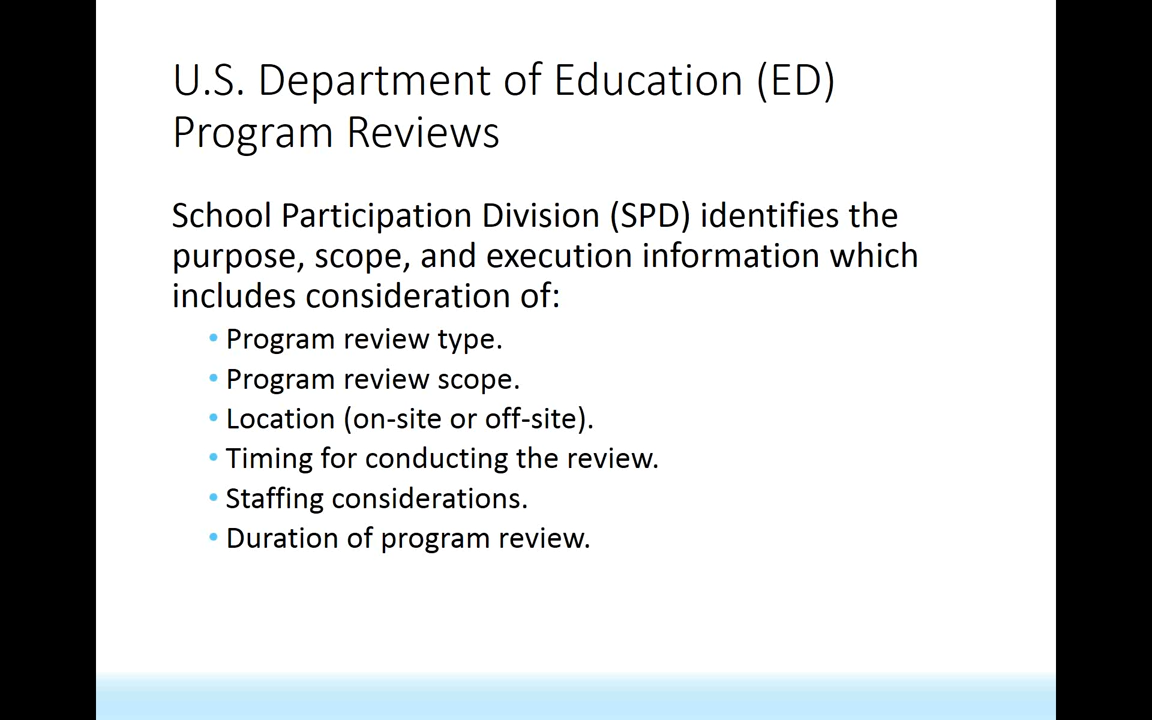 U.S. Department of Education (ED)
Program Reviews
School Participation Division (SPD) identifies the
purpose, scope, and execution information which
includes consideration of:
• Program review type.
• Program review scope.
• Location (on-site or off-site).
• Timing for conducting the review.
• Staffing considerations.
• Duration of program review.